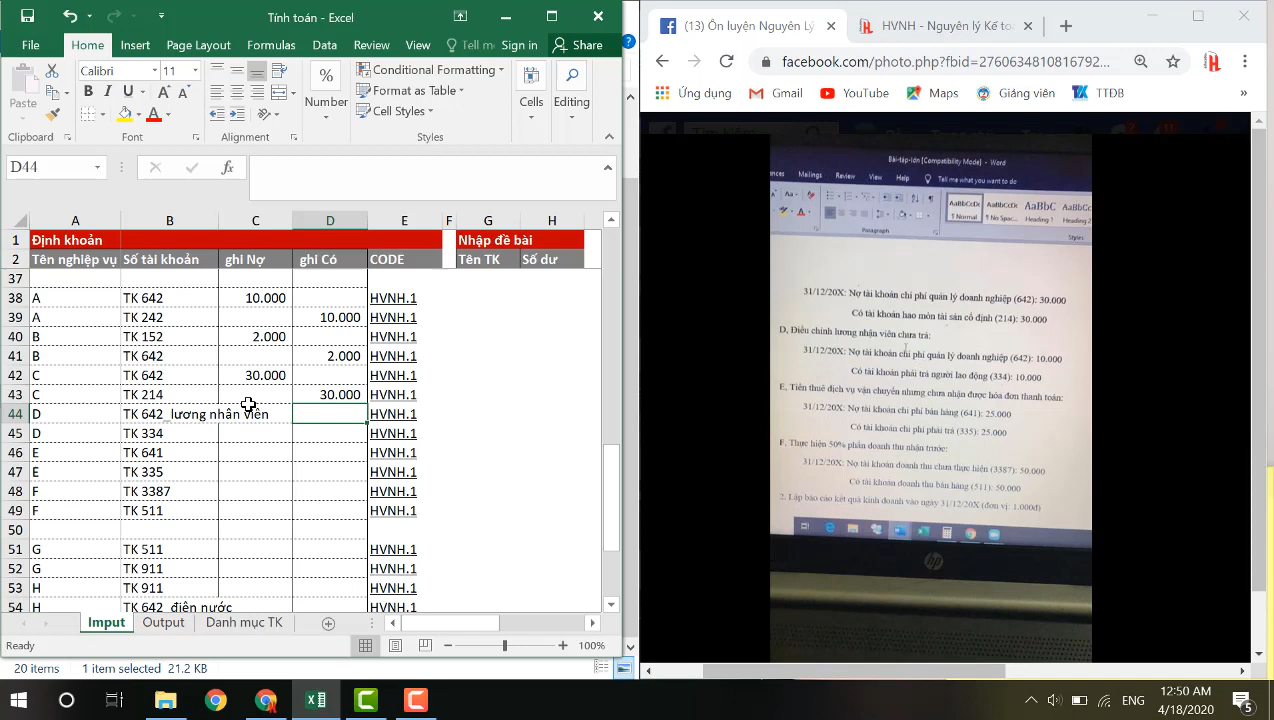 Tính toán - Excel
File Home Insert Page Layout Formulas Data Review View Tell me Sign in Share
Paste
Calibri 11
B I U A A
%
Number
Conditional Formatting
Format as Table
Cell Styles
Cells
Editing
Clipboard Font Alignment Styles
D44
fx
A B C D E F G H
1 Định khoản Nhập đề bài
2 Tên nghiệp vụ Số tài khoản ghi Nợ ghi Có CODE Tên TK Số dư
37
38 A TK 642 10.000 HVNH.1
39 A TK 242 10.000 HVNH.1
40 B TK 152 2.000 HVNH.1
41 B TK 642 2.000 HVNH.1
42 C TK 642 30.000 HVNH.1
43 C TK 214 30.000 HVNH.1
44 D TK 642_lương nhân viên HVNH.1
45 D TK 334 HVNH.1
46 E TK 641 HVNH.1
47 E TK 335 HVNH.1
48 F TK 3387 HVNH.1
49 F TK 511 HVNH.1
50
51 G TK 511 HVNH.1
52 G TK 911 HVNH.1
53 H TK 911 HVNH.1
54 H TK 642_điện nước HVNH.1
Imput Output Danh mục TK
Ready 100%
20 items 1 item selected 21.2 KB
(13) Ôn luyện Nguyên Lý
HVNH - Nguyên lý Kế to
facebook.com/photo.php?fbid=2760634810816792...
Ứng dụng Gmail YouTube Maps Giảng viên TTĐB »
Tìm kiếm
Bài-tập-lớn [Compatibility Mode] - Word
Mailings Review View Help Tell me what you want to do
AaBbCcDc AaBbCcDc AaBbC AaBbCc
¶ Normal ¶ No Spac... Heading 1 Heading 2
Paragraph Styles
31/12/20X: Nợ tài khoản chi phí quản lý doanh nghiệp (642): 30.000
Có tài khoản hao mòn tài sản cố định (214): 30.000
D, Điều chỉnh lương nhận viên chưa trả:
31/12/20X: Nợ tài khoản chi phí quản lý doanh nghiệp (642): 10.000
Có tài khoản phải trả người lao động (334): 10.000
E, Tiền thuê dịch vụ vận chuyển nhưng chưa nhận được hóa đơn thanh toán:
31/12/20X: Nợ tài khoản chi phí bán hàng (641): 25.000
Có tài khoản chi phí phải trả (335): 25.000
F, Thực hiện 50% phần doanh thu nhận trước:
31/12/20X: Nợ tài khoản doanh thu chưa thực hiện (3387): 50.000
Có tài khoản doanh thu bán hàng (511): 50.000
2. Lập báo cáo kết quả kinh doanh vào ngày 31/12/20X (đơn vị: 1.000đ)
hp
ENG
12:50 AM
4/18/2020
5